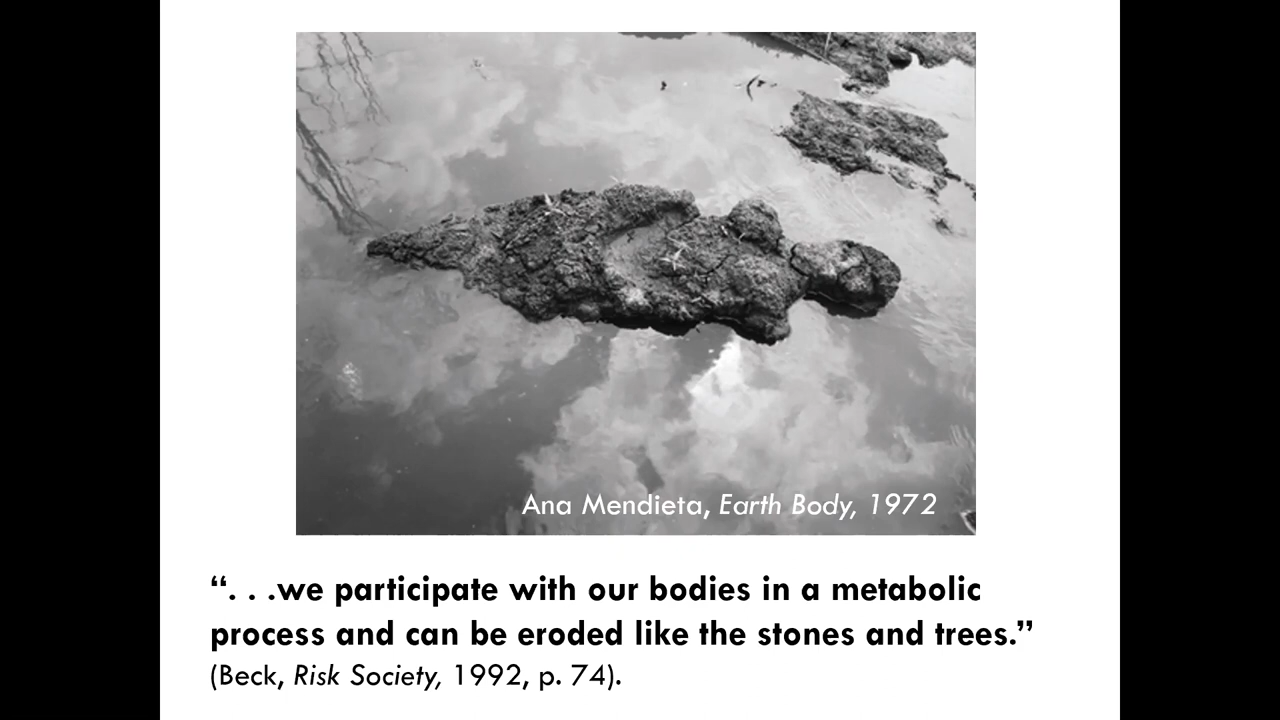 Ana Mendieta, Earth Body, 1972
“. . .we participate with our bodies in a metabolic
process and can be eroded like the stones and trees.”
(Beck, Risk Society, 1992, p. 74).